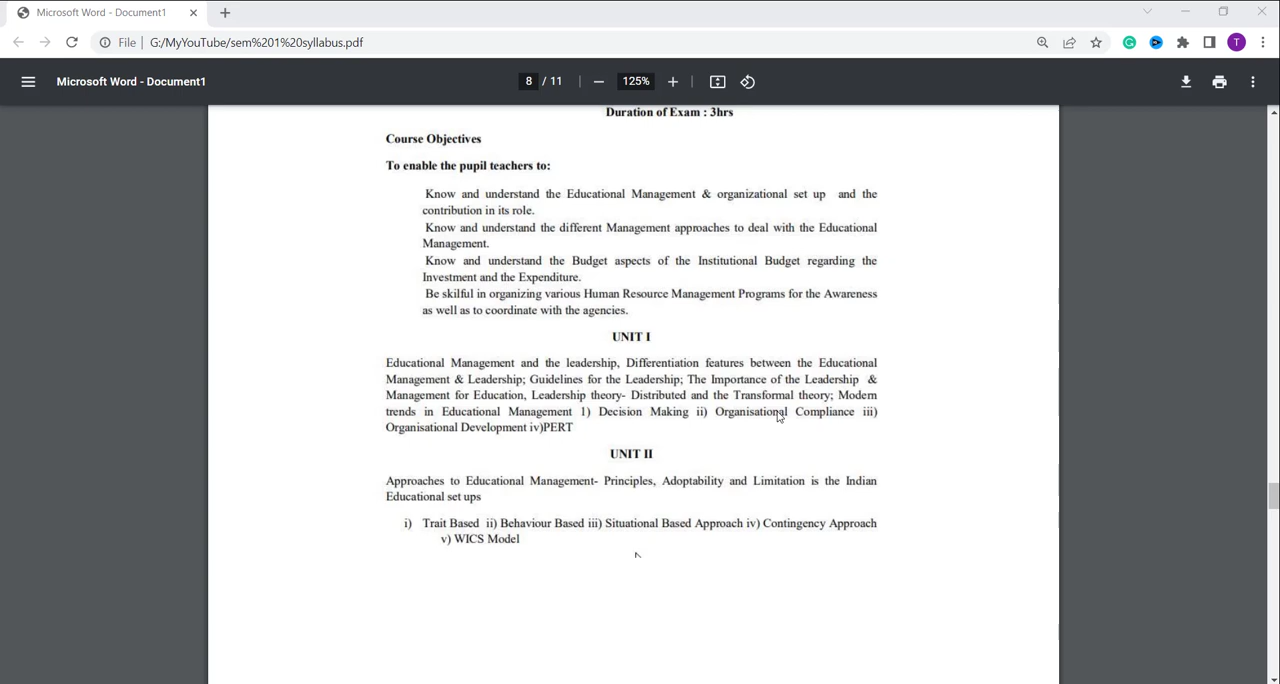 Microsoft Word - Document1
File
G:/MyYouTube/sem%201%20syllabus.pdf
T
Microsoft Word - Document1
8 / 11
125%
Duration of Exam : 3hrs
Course Objectives
To enable the pupil teachers to:
Know and understand the Educational Management & organizational set up and the
contribution in its role.
Know and understand the different Management approaches to deal with the Educational
Management.
Know and understand the Budget aspects of the Institutional Budget regarding the
Investment and the Expenditure.
Be skilful in organizing various Human Resource Management Programs for the Awareness
as well as to coordinate with the agencies.
UNIT I
Educational Management and the leadership, Differentiation features between the Educational
Management & Leadership; Guidelines for the Leadership; The Importance of the Leadership &
Management for Education, Leadership theory- Distributed and the Transformal theory; Modern
trends in Educational Management 1) Decision Making ii) Organisational Compliance iii)
Organisational Development iv)PERT
UNIT II
Approaches to Educational Management- Principles, Adoptability and Limitation is the Indian
Educational set ups
i) Trait Based ii) Behaviour Based iii) Situational Based Approach iv) Contingency Approach
v) WICS Model